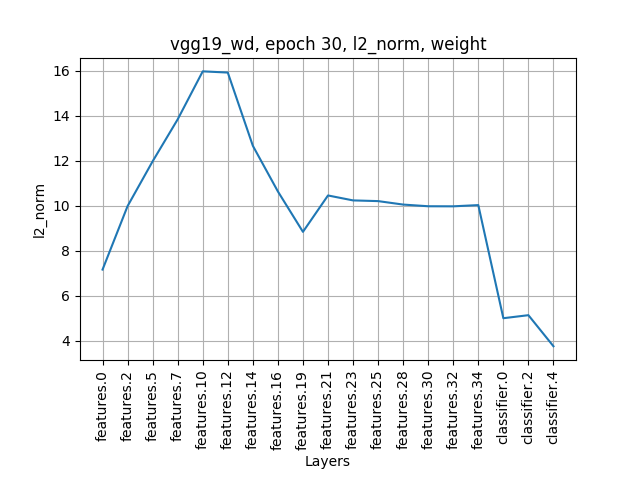 vgg19_wd, epoch 30, l2_norm, weight
16
14
12
10
8
6
4
l2_norm
features.0
features.2
features.5
features.7
features.10
features.12
features.14
features.16
features.19
features.21
features.23
features.25
features.28
features.30
features.32
features.34
classifier.0
classifier.2
classifier.4
Layers